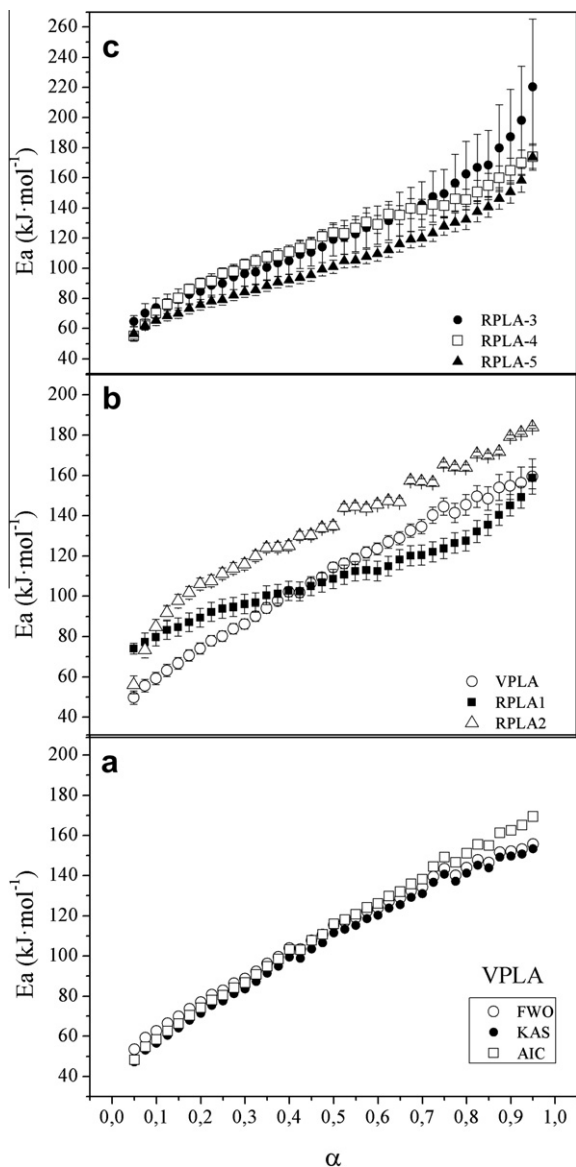 260
240
220
200
180
160
140
120
100
80
60
40
Ea (kJ·mol⁻¹)
c
RPLA-3
RPLA-4
RPLA-5
200
180
160
140
120
100
80
60
40
Ea (kJ·mol⁻¹)
b
VPLA
RPLA1
RPLA2
200
180
160
140
120
100
80
60
40
Ea (kJ·mol⁻¹)
a
VPLA
FWO
KAS
AIC
0,0 0,1 0,2 0,3 0,4 0,5 0,6 0,7 0,8 0,9 1,0
α